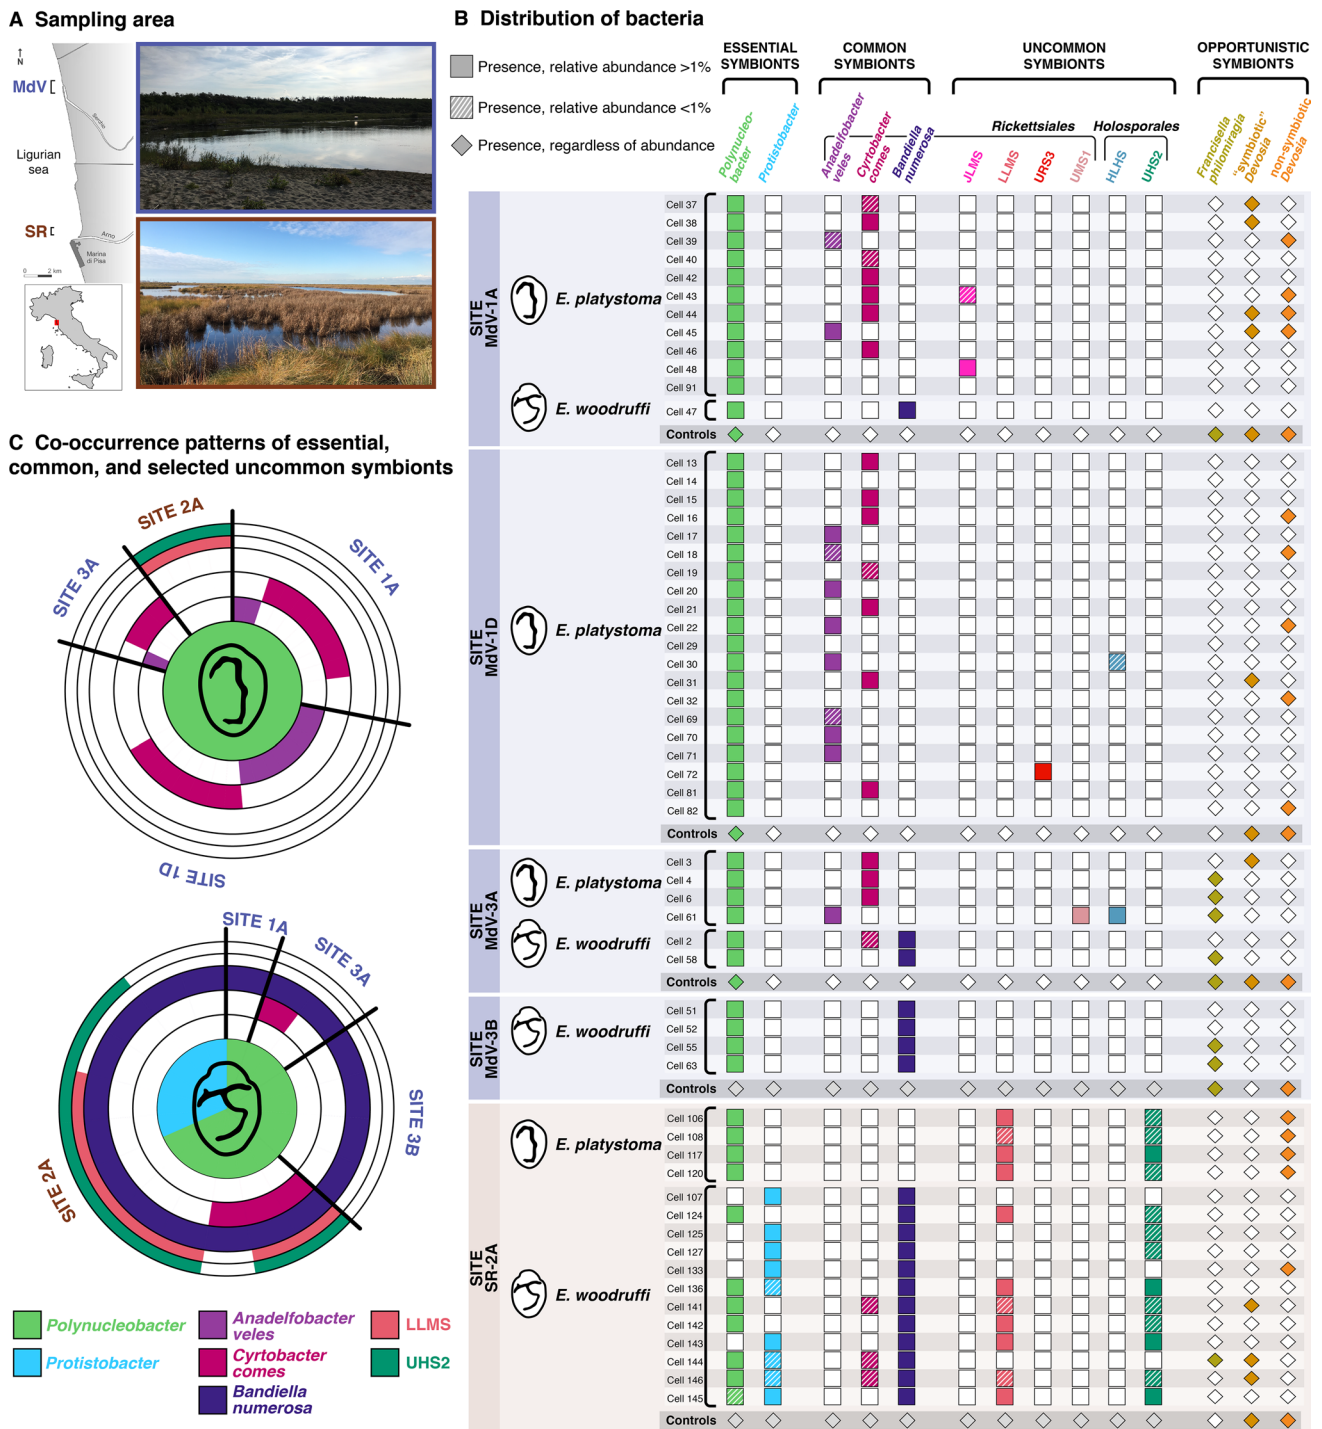 A Sampling area
N
MdV
Serchio
Ligurian
sea
SR
Arno
Marina
di Pisa
0 2 km
B Distribution of bacteria
Presence, relative abundance >1%
Presence, relative abundance <1%
Presence, regardless of abundance
ESSENTIAL
SYMBIONTS
COMMON
SYMBIONTS
UNCOMMON
SYMBIONTS
OPPORTUNISTIC
SYMBIONTS
Rickettsiales
Holosporales
Polynucleo-
bacter
Protistobacter
Anadelfobacter
veles
Cyrtobacter
comes
Bandiella
numerosa
JLMS
LLMS
URS3
UMS1
HLHS
UHS2
Francisella
philomiragia
"symbiotic"
Devosia
non-symbiotic
Devosia
SITE
MdV-1A
E. platystoma
Cell 37
Cell 38
Cell 39
Cell 40
Cell 42
Cell 43
Cell 44
Cell 45
Cell 46
Cell 48
Cell 91
E. woodruffi
Cell 47
Controls
SITE
MdV-1D
E. platystoma
Cell 13
Cell 14
Cell 15
Cell 16
Cell 17
Cell 18
Cell 19
Cell 20
Cell 21
Cell 22
Cell 29
Cell 30
Cell 31
Cell 32
Cell 69
Cell 70
Cell 71
Cell 72
Cell 81
Cell 82
Controls
SITE
MdV-3A
E. platystoma
Cell 3
Cell 4
Cell 6
Cell 61
E. woodruffi
Cell 2
Cell 58
Controls
SITE
MdV-3B
E. woodruffi
Cell 51
Cell 52
Cell 55
Cell 63
Controls
SITE
SR-2A
E. platystoma
Cell 106
Cell 108
Cell 117
Cell 120
E. woodruffi
Cell 107
Cell 124
Cell 125
Cell 127
Cell 133
Cell 136
Cell 141
Cell 142
Cell 143
Cell 144
Cell 146
Cell 145
Controls
C Co-occurrence patterns of essential,
common, and selected uncommon symbionts
SITE 2A
SITE 1A
SITE 3A
SITE 1D
SITE 1A
SITE 3A
SITE 3B
SITE 2A
Polynucleobacter
Protistobacter
Anadelfobacter
veles
Cyrtobacter
comes
Bandiella
numerosa
LLMS
UHS2